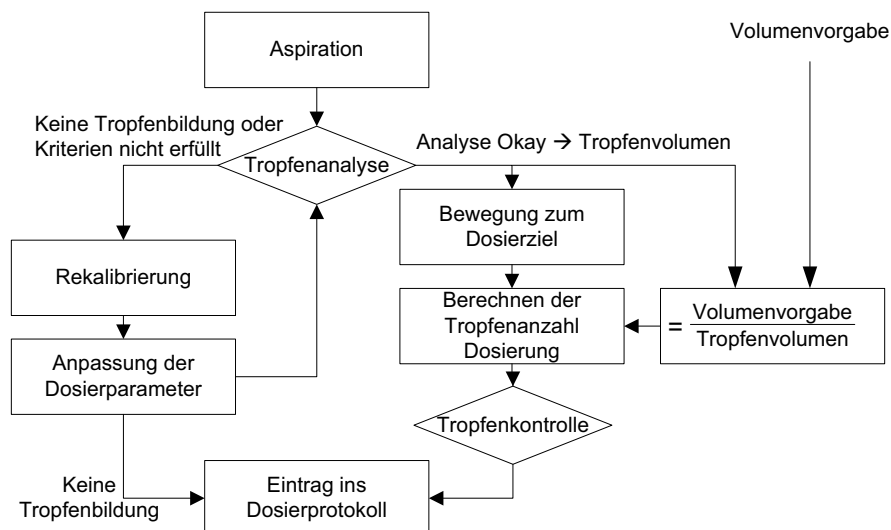 Aspiration
Volumenvorgabe
Keine Tropfenbildung oder
Kriterien nicht erfüllt
Tropfenanalyse
Analyse Okay → Tropfenvolumen
Bewegung zum
Dosierziel
Rekalibrierung
Berechnen der
Tropfenanzahl
Dosierung
= Volumenvorgabe
Tropfenvolumen
Anpassung der
Dosierparameter
Tropfenkontrolle
Keine
Tropfenbildung
Eintrag ins
Dosierprotokoll